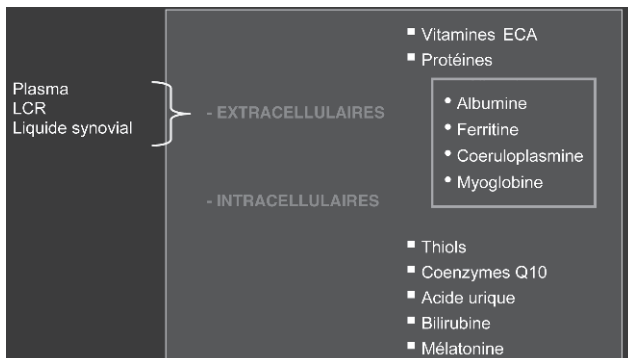 Plasma
LCR
Liquide synovial
- EXTRACELLULAIRES
- INTRACELLULAIRES
▪ Vitamines ECA
▪ Protéines
• Albumine
• Ferritine
• Coeruloplasmine
• Myoglobine
▪ Thiols
▪ Coenzymes Q10
▪ Acide urique
▪ Bilirubine
▪ Mélatonine